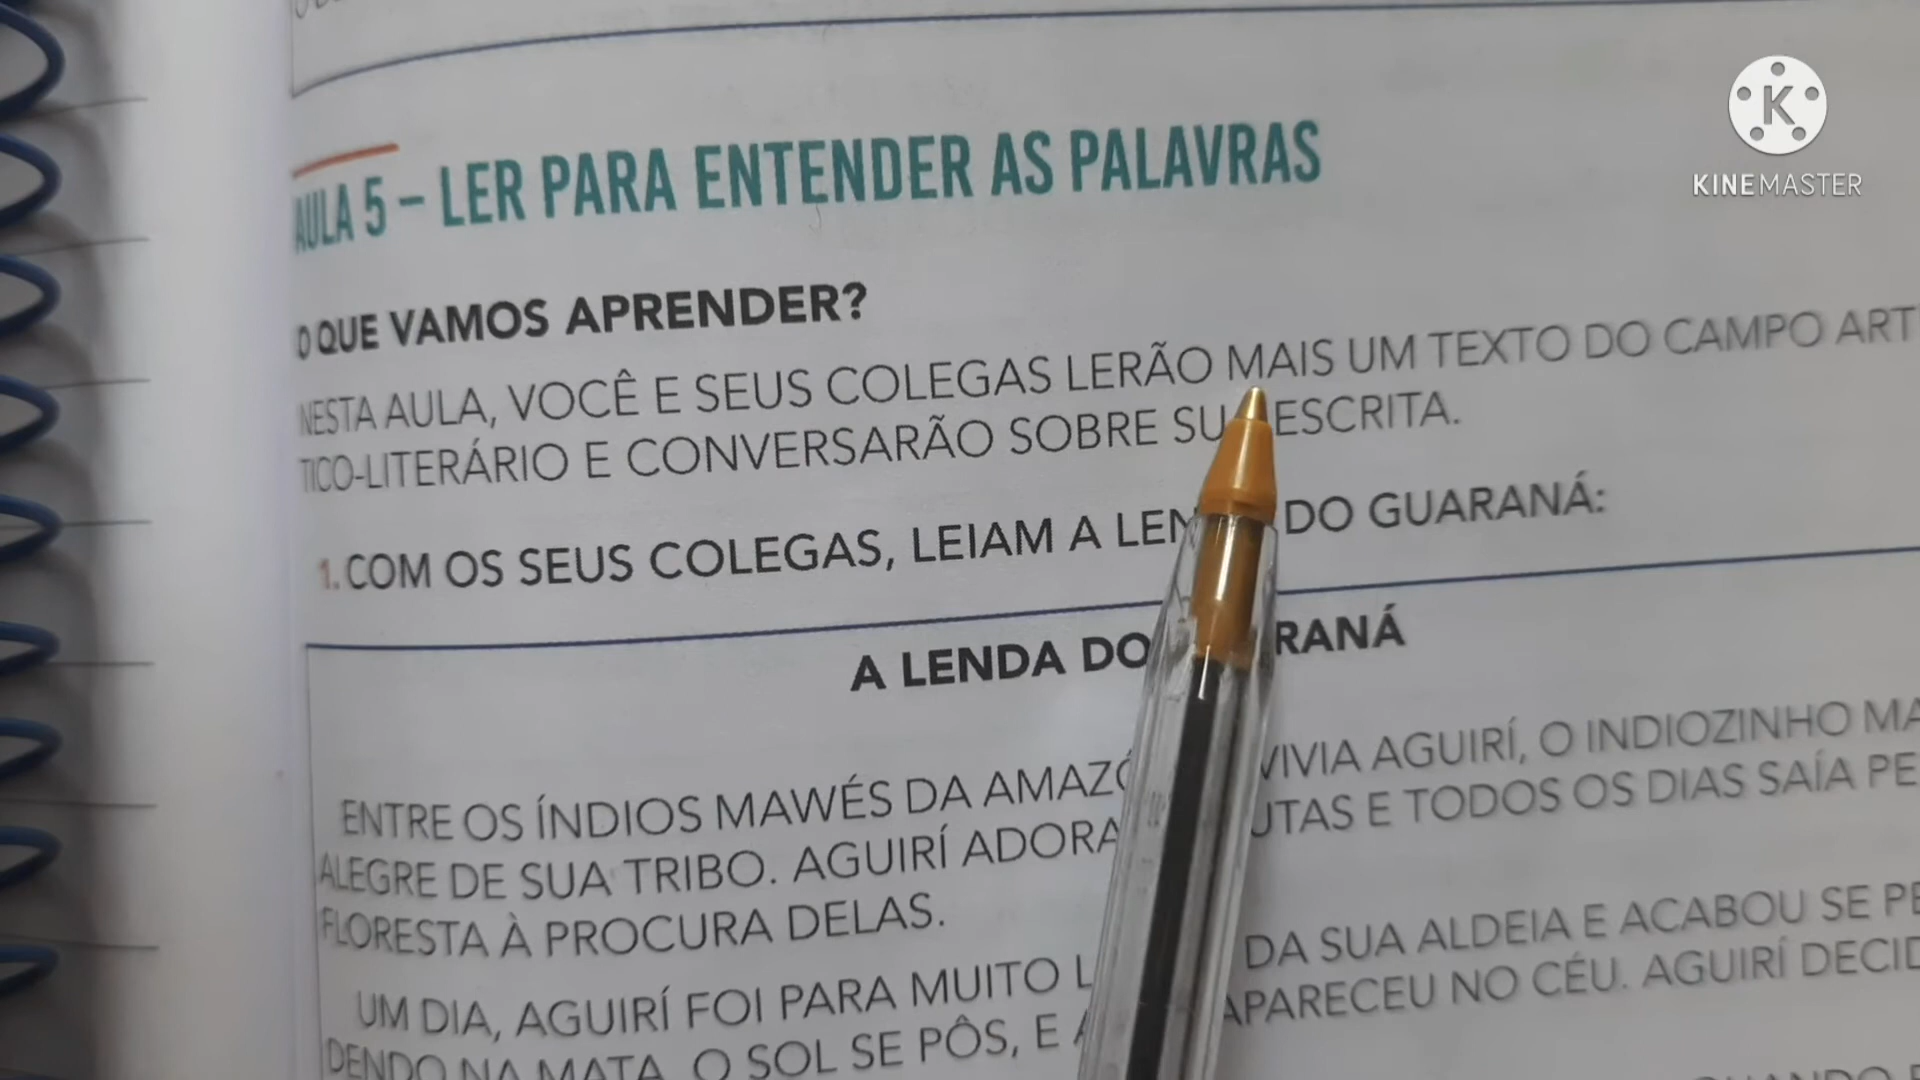 KINEMASTER
AULA 5 – LER PARA ENTENDER AS PALAVRAS
O QUE VAMOS APRENDER?
NESTA AULA, VOCÊ E SEUS COLEGAS LERÃO MAIS UM TEXTO DO CAMPO ART
TICO-LITERÁRIO E CONVERSARÃO SOBRE SU ESCRITA.
1. COM OS SEUS COLEGAS, LEIAM A LEN DO GUARANÁ:
A LENDA DO RANÁ
ENTRE OS ÍNDIOS MAWÉS DA AMAZÔ VIVIA AGUIRÍ, O INDIOZINHO MA
ALEGRE DE SUA TRIBO. AGUIRÍ ADORA UTAS E TODOS OS DIAS SAÍA PE
FLORESTA À PROCURA DELAS.
UM DIA, AGUIRÍ FOI PARA MUITO L DA SUA ALDEIA E ACABOU SE PE
DENDO NA MATA. O SOL SE PÔS, E A APARECEU NO CÉU. AGUIRÍ DECID